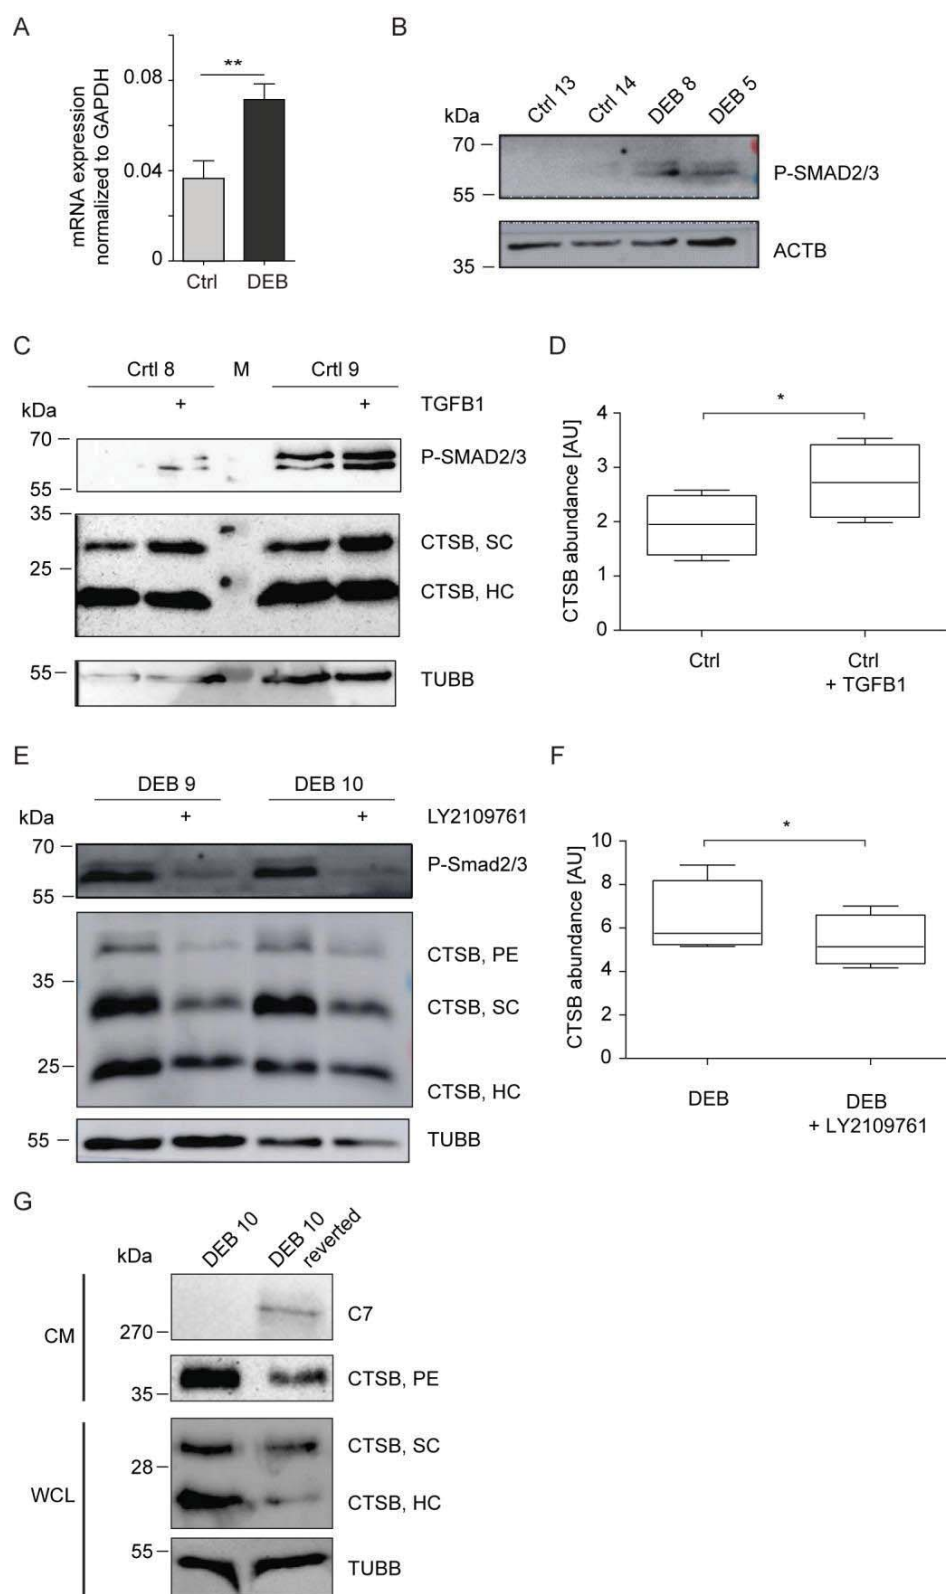 A
mRNA expression
normalized to GAPDH
0.08
0.04
0
**
Ctrl
DEB
B
kDa
Ctrl 13
Ctrl 14
DEB 8
DEB 5
70
55
P-SMAD2/3
35
ACTB
C
Crtl 8
M
Crtl 9
kDa
+
+
TGFB1
70
55
P-SMAD2/3
35
25
CTSB, SC
CTSB, HC
55
TUBB
D
CTSB abundance [AU]
4
3
2
1
0
*
Ctrl
Ctrl
+ TGFB1
E
DEB 9
DEB 10
kDa
+
+
LY2109761
70
55
P-Smad2/3
CTSB, PE
35
CTSB, SC
25
CTSB, HC
55
TUBB
F
CTSB abundance [AU]
10
8
6
4
2
0
*
DEB
DEB
+ LY2109761
G
kDa
DEB 10
DEB 10
reverted
CM
270
C7
35
CTSB, PE
WCL
CTSB, SC
28
CTSB, HC
55
TUBB